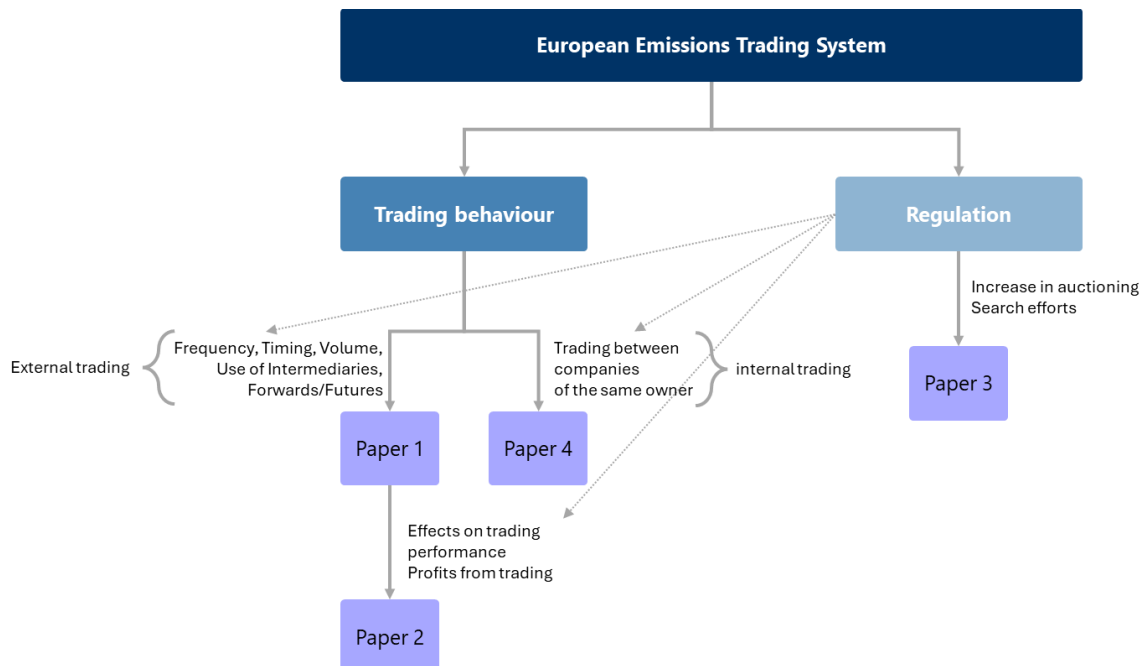 European Emissions Trading System
Trading behaviour
Regulation
Increase in auctioning
Search efforts
External trading
Frequency, Timing, Volume,
Use of Intermediaries,
Forwards/Futures
Trading between
companies
of the same owner
internal trading
Paper 3
Paper 1
Paper 4
Effects on trading
performance
Profits from trading
Paper 2